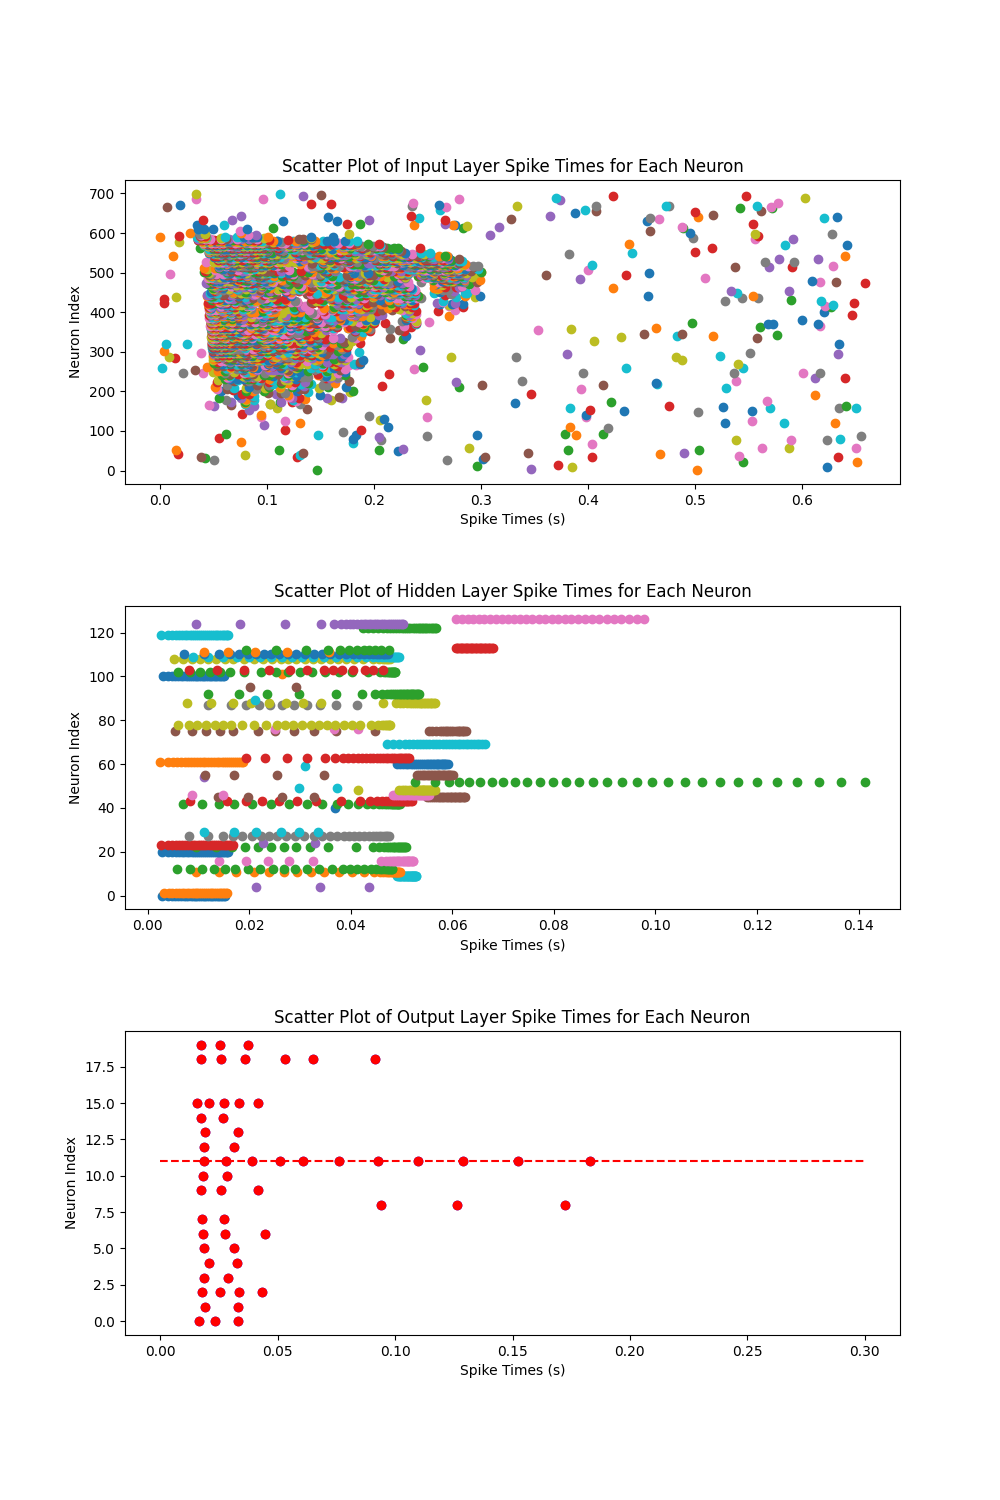 Scatter Plot of Input Layer Spike Times for Each Neuron
700
600
500
400
300
200
100
0
Neuron Index
0.0 0.1 0.2 0.3 0.4 0.5 0.6
Spike Times (s)
Scatter Plot of Hidden Layer Spike Times for Each Neuron
120
100
80
60
40
20
0
Neuron Index
0.00 0.02 0.04 0.06 0.08 0.10 0.12 0.14
Spike Times (s)
Scatter Plot of Output Layer Spike Times for Each Neuron
17.5
15.0
12.5
10.0
7.5
5.0
2.5
0.0
Neuron Index
0.00 0.05 0.10 0.15 0.20 0.25 0.30
Spike Times (s)